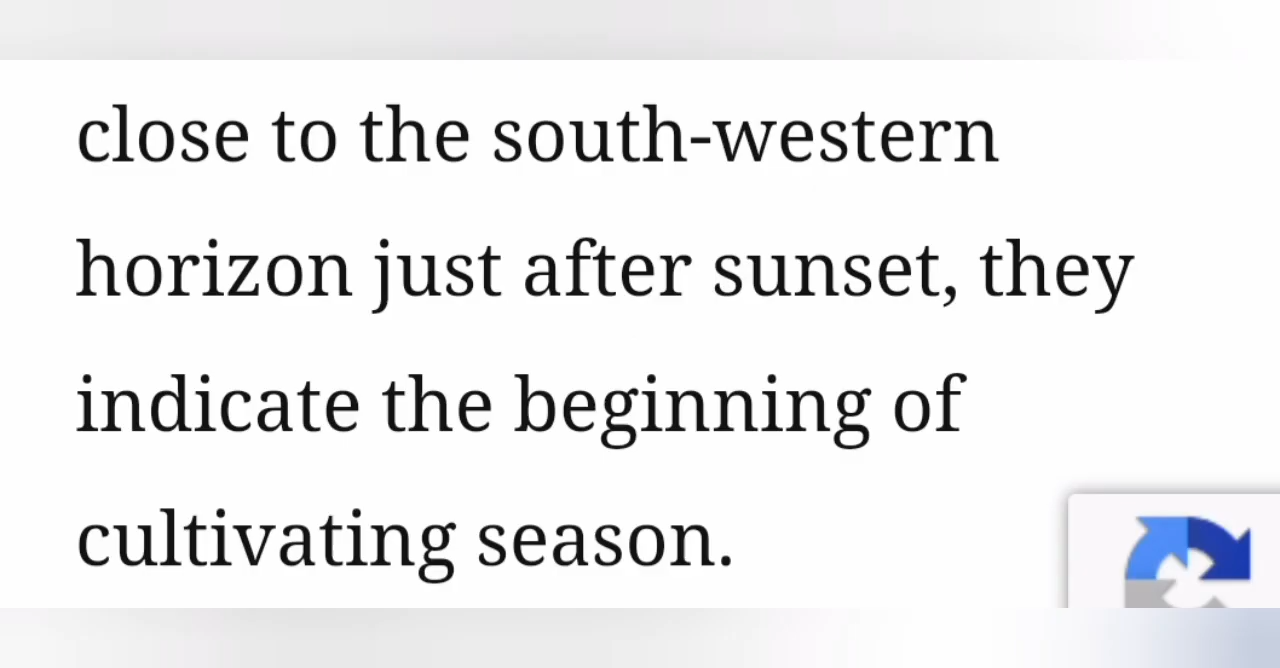 close to the south-western
horizon just after sunset, they
indicate the beginning of
cultivating season.